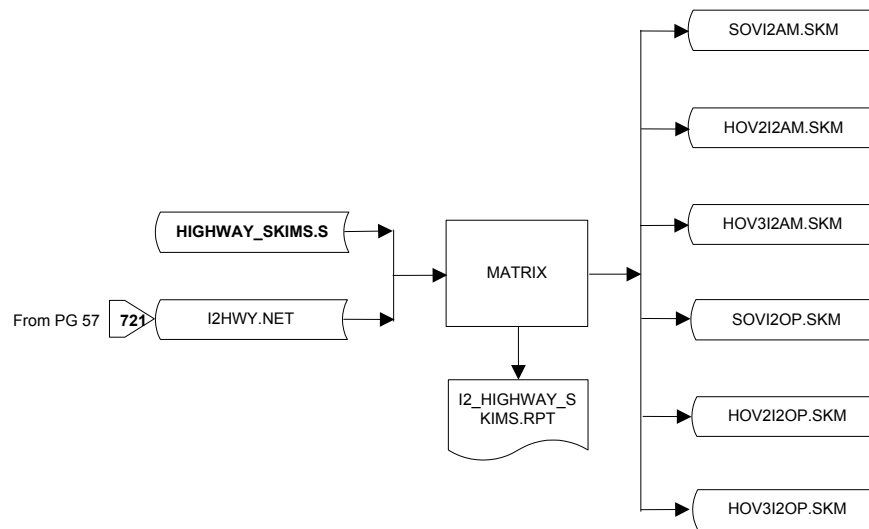 SOVI2AM.SKM
HOV2I2AM.SKM
HIGHWAY_SKIMS.S
HOV3I2AM.SKM
MATRIX
From PG 57
721
I2HWY.NET
SOVI2OP.SKM
I2_HIGHWAY_S
KIMS.RPT
HOV2I2OP.SKM
HOV3I2OP.SKM